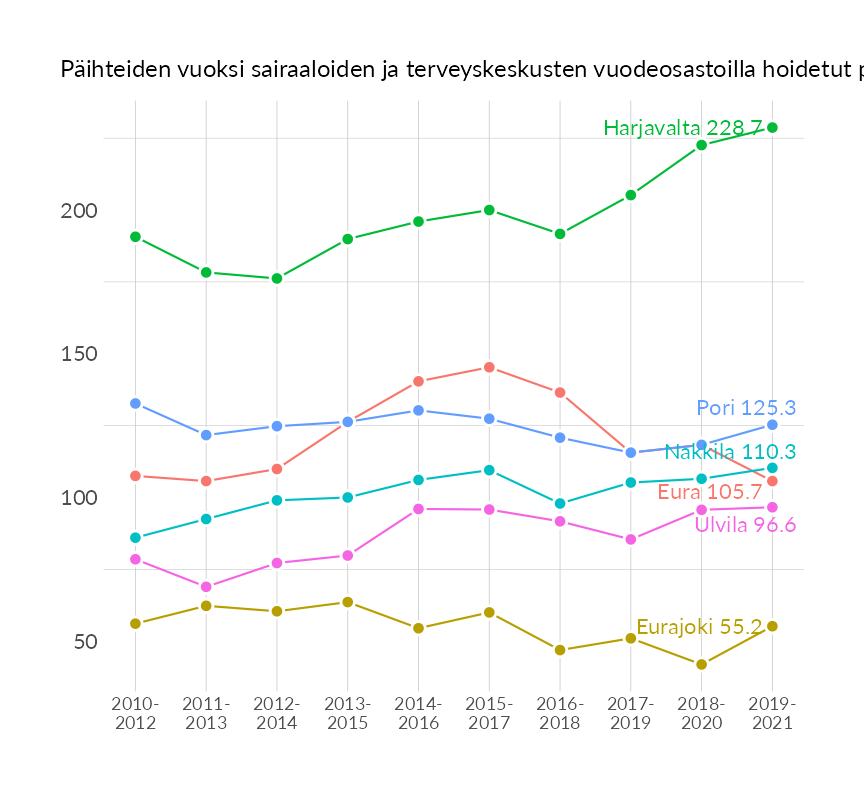 Päihteiden vuoksi sairaaloiden ja terveyskeskusten vuodeosastoilla hoidetut
Harjavalta 228.7
200
150
Pori 125.3
Nakkila 110.3
100
Eura 105.7
Ulvila 96.6
Eurajoki 55.2
50
2010- 2011- 2012- 2013- 2014- 2015- 2016- 2017- 2018- 2019-
2012 2013 2014 2015 2016 2017 2018 2019 2020 2021